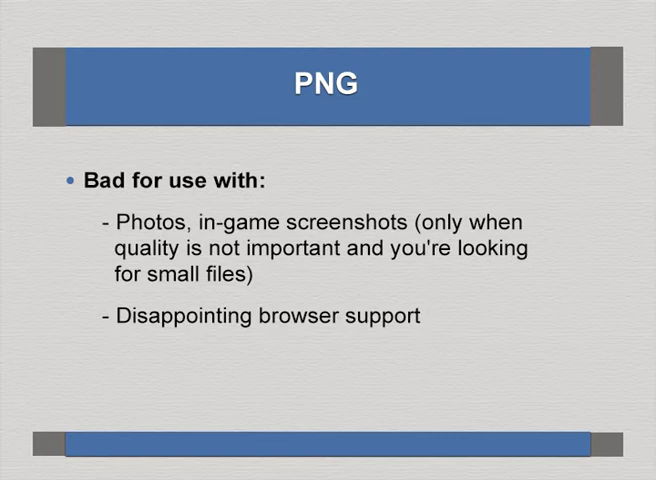 PNG
• Bad for use with:
- Photos, in-game screenshots (only when
quality is not important and you're looking
for small files)
- Disappointing browser support